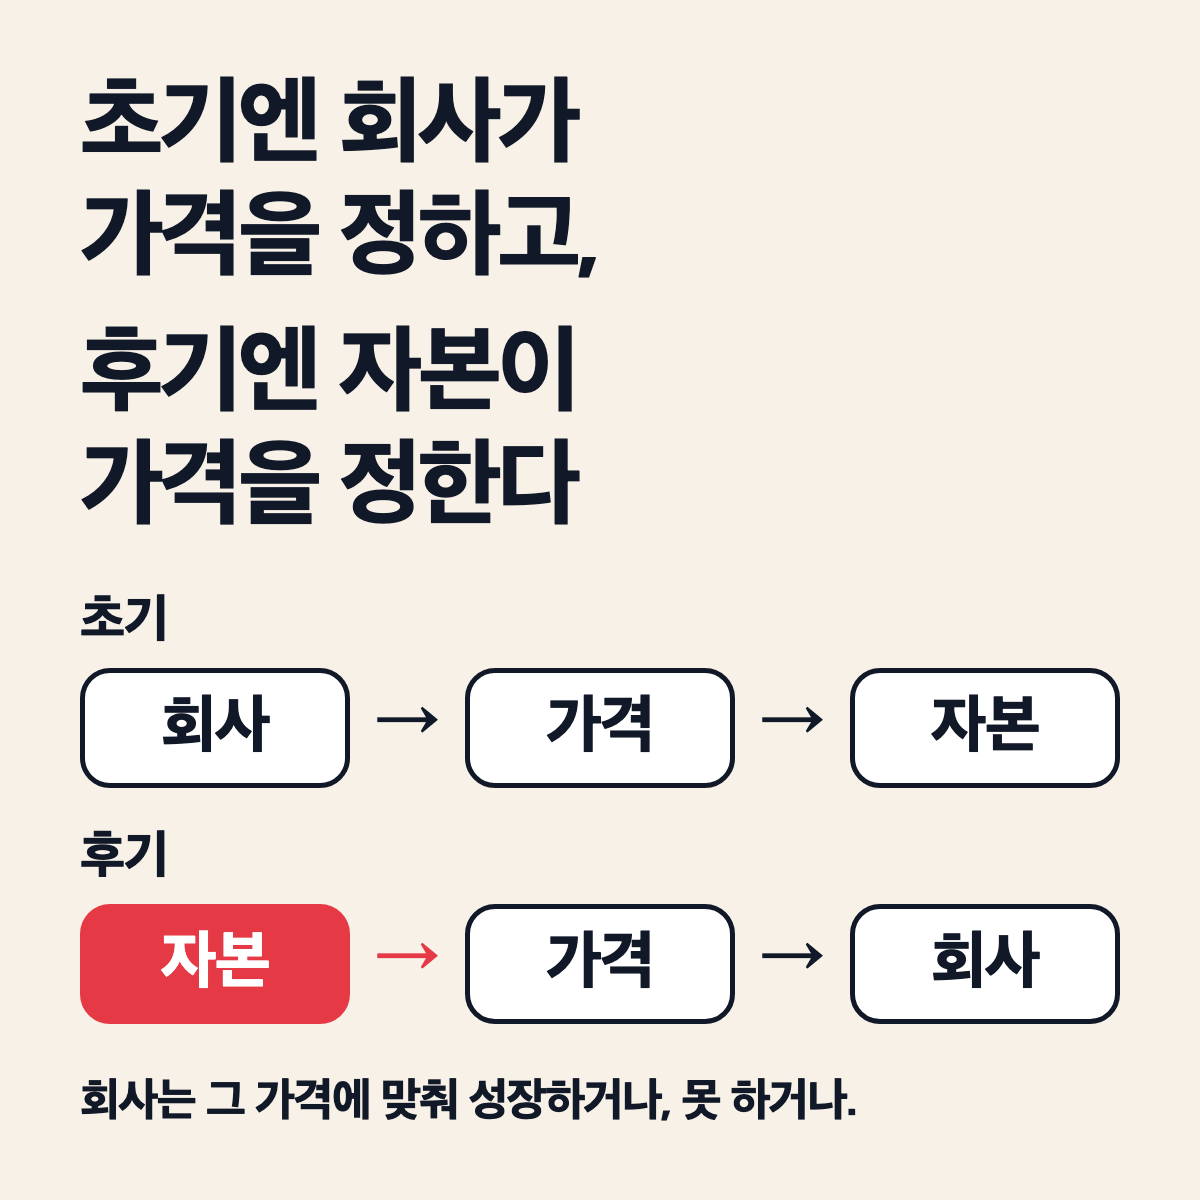 초기엔 회사가
가격을 정하고,
후기엔 자본이
가격을 정한다
초기
회사 → 가격 → 자본
후기
자본 → 가격 → 회사
회사는 그 가격에 맞춰 성장하거나, 못 하거나.